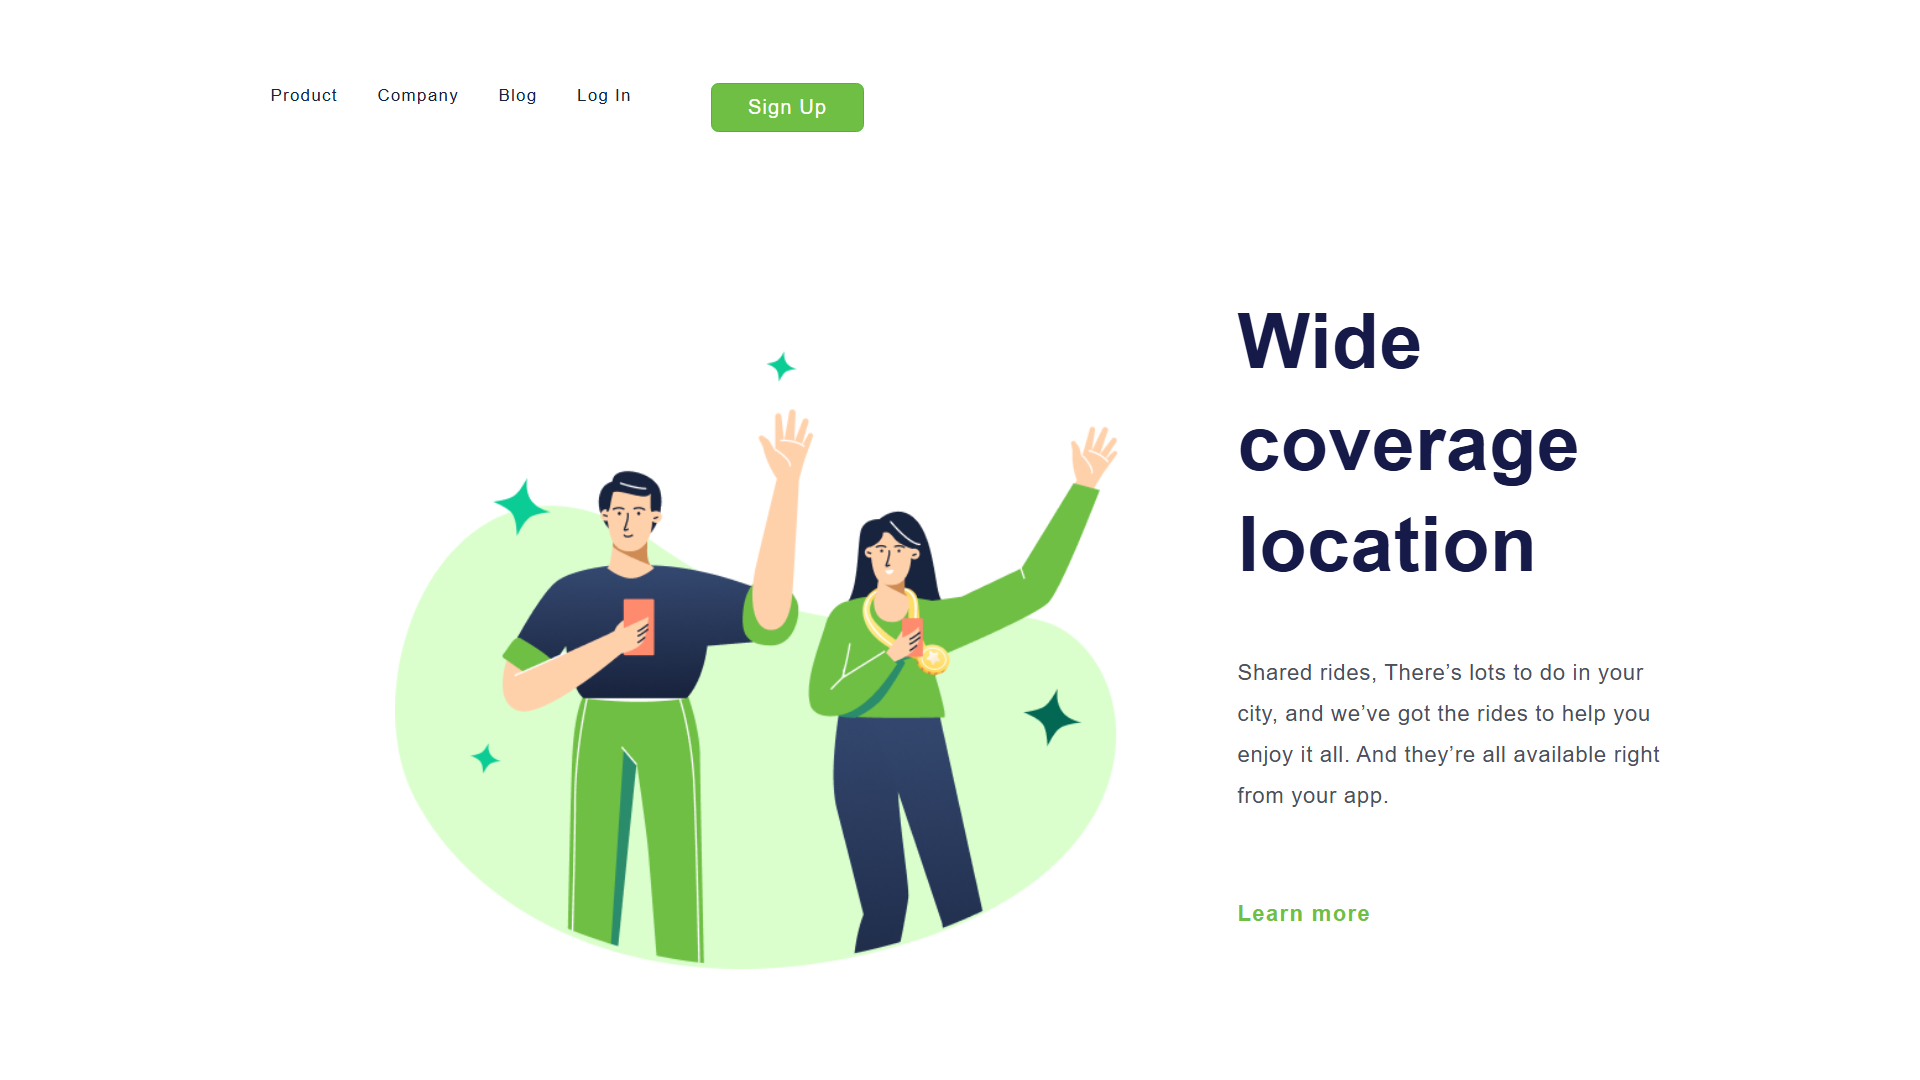 Product Company Blog Log In Sign Up
Wide
coverage
location
Shared rides, There’s lots to do in your
city, and we’ve got the rides to help you
enjoy it all. And they’re all available right
from your app.
Learn more